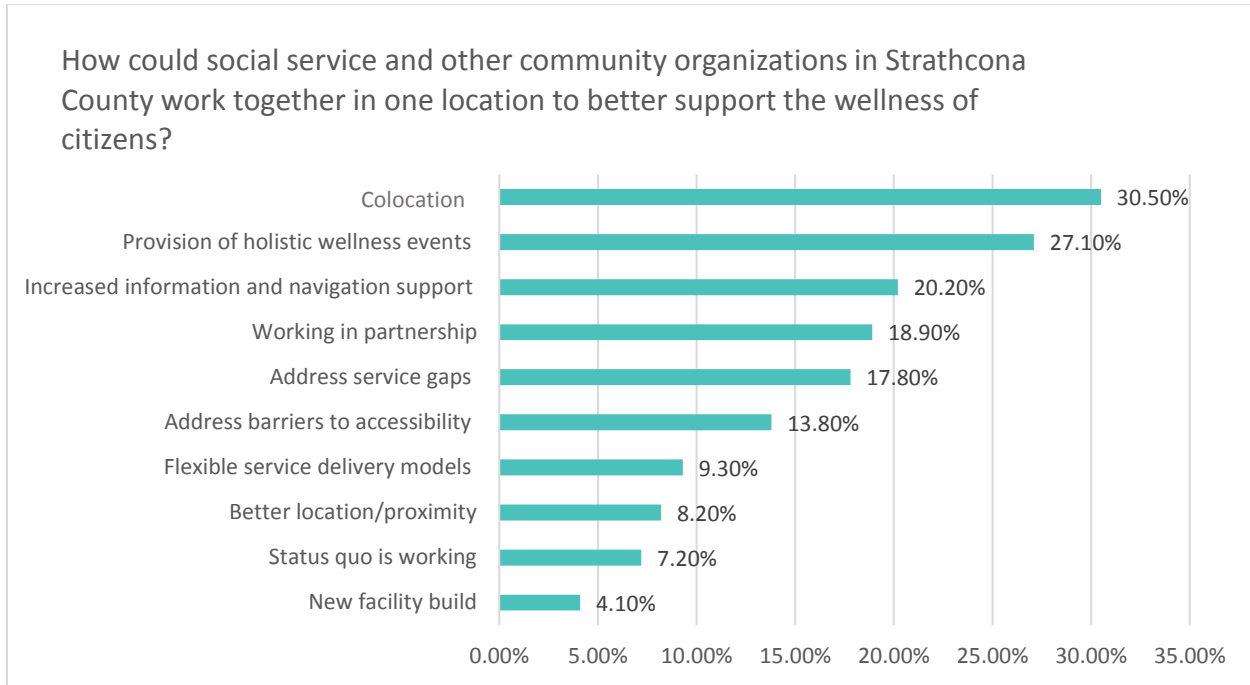 How could social service and other community organizations in Strathcona
County work together in one location to better support the wellness of
citizens?
Colocation 30.50%
Provision of holistic wellness events 27.10%
Increased information and navigation support 20.20%
Working in partnership 18.90%
Address service gaps 17.80%
Address barriers to accessibility 13.80%
Flexible service delivery models 9.30%
Better location/proximity 8.20%
Status quo is working 7.20%
New facility build 4.10%
0.00% 5.00% 10.00% 15.00% 20.00% 25.00% 30.00% 35.00%